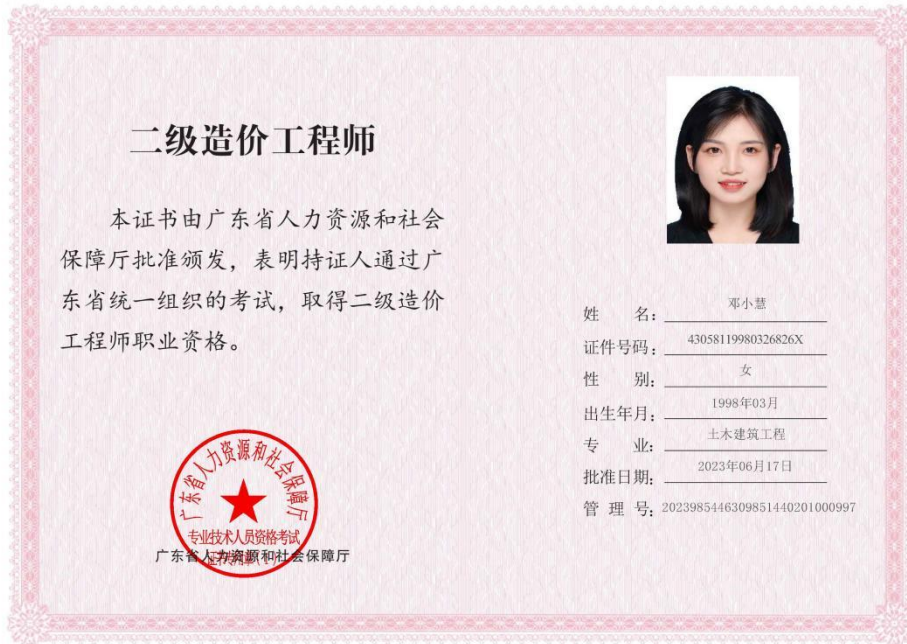 二级造价工程师
本证书由广东省人力资源和社会
保障厅批准颁发，表明持证人通过广
东省统一组织的考试，取得二级造价
工程师职业资格。
广东省人力资源和社会保障厅
专业技术人员资格考试
广东省人力资源和社会保障厅
姓 名：邓小慧
证件号码：43058119980326826X
性 别：女
出生年月：1998年03月
专 业：土木建筑工程
批准日期：2023年06月17日
管 理 号：20239854463098514402010​00997